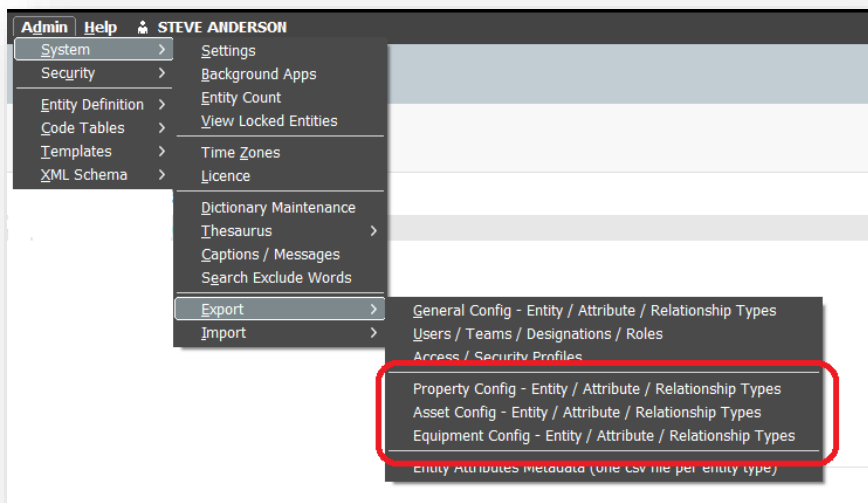 Admin Help STEVE ANDERSON
System
Security
Entity Definition
Code Tables
Templates
XML Schema
Settings
Background Apps
Entity Count
View Locked Entities
Time Zones
Licence
Dictionary Maintenance
Thesaurus
Captions / Messages
Search Exclude Words
Export
Import
General Config - Entity / Attribute / Relationship Types
Users / Teams / Designations / Roles
Access / Security Profiles
Property Config - Entity / Attribute / Relationship Types
Asset Config - Entity / Attribute / Relationship Types
Equipment Config - Entity / Attribute / Relationship Types
Entity Attributes Metadata (one csv file per entity type)